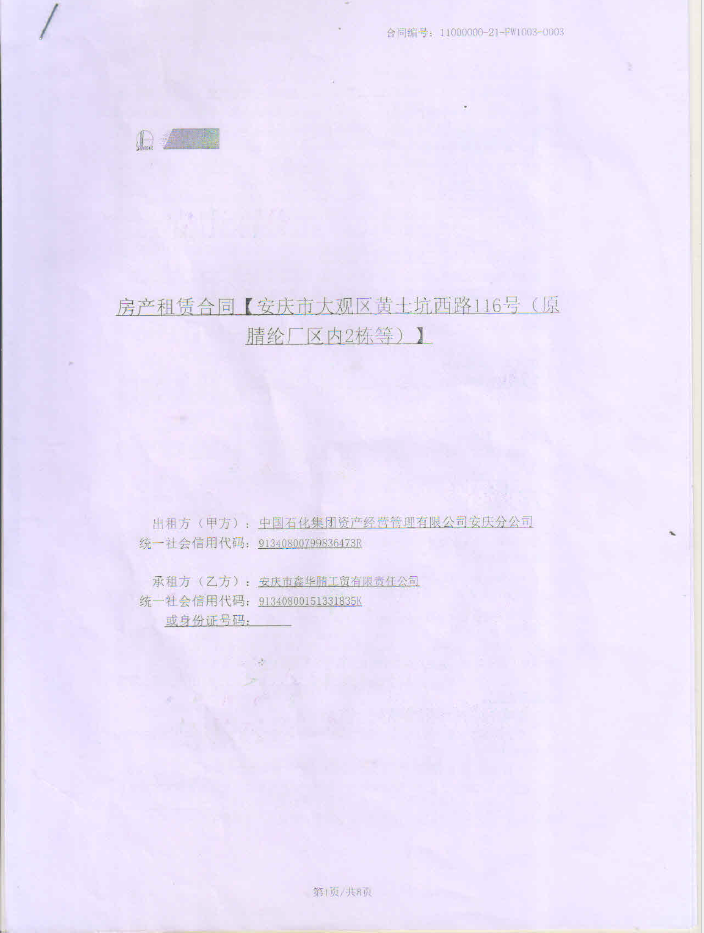 合同编号：11000000-21-FW1003-0003
房产租赁合同【安庆市大观区黄土坑西路116号（原
腈纶厂区内2栋等）】
出租方（甲方）：中国石化集团资产经营管理有限公司安庆分公司
统一社会信用代码：91340800799836473R
承租方（乙方）：安庆市鑫华腈工贸有限责任公司
统一社会信用代码：91340800151331835K
或身份证号码：
第1页/共8页